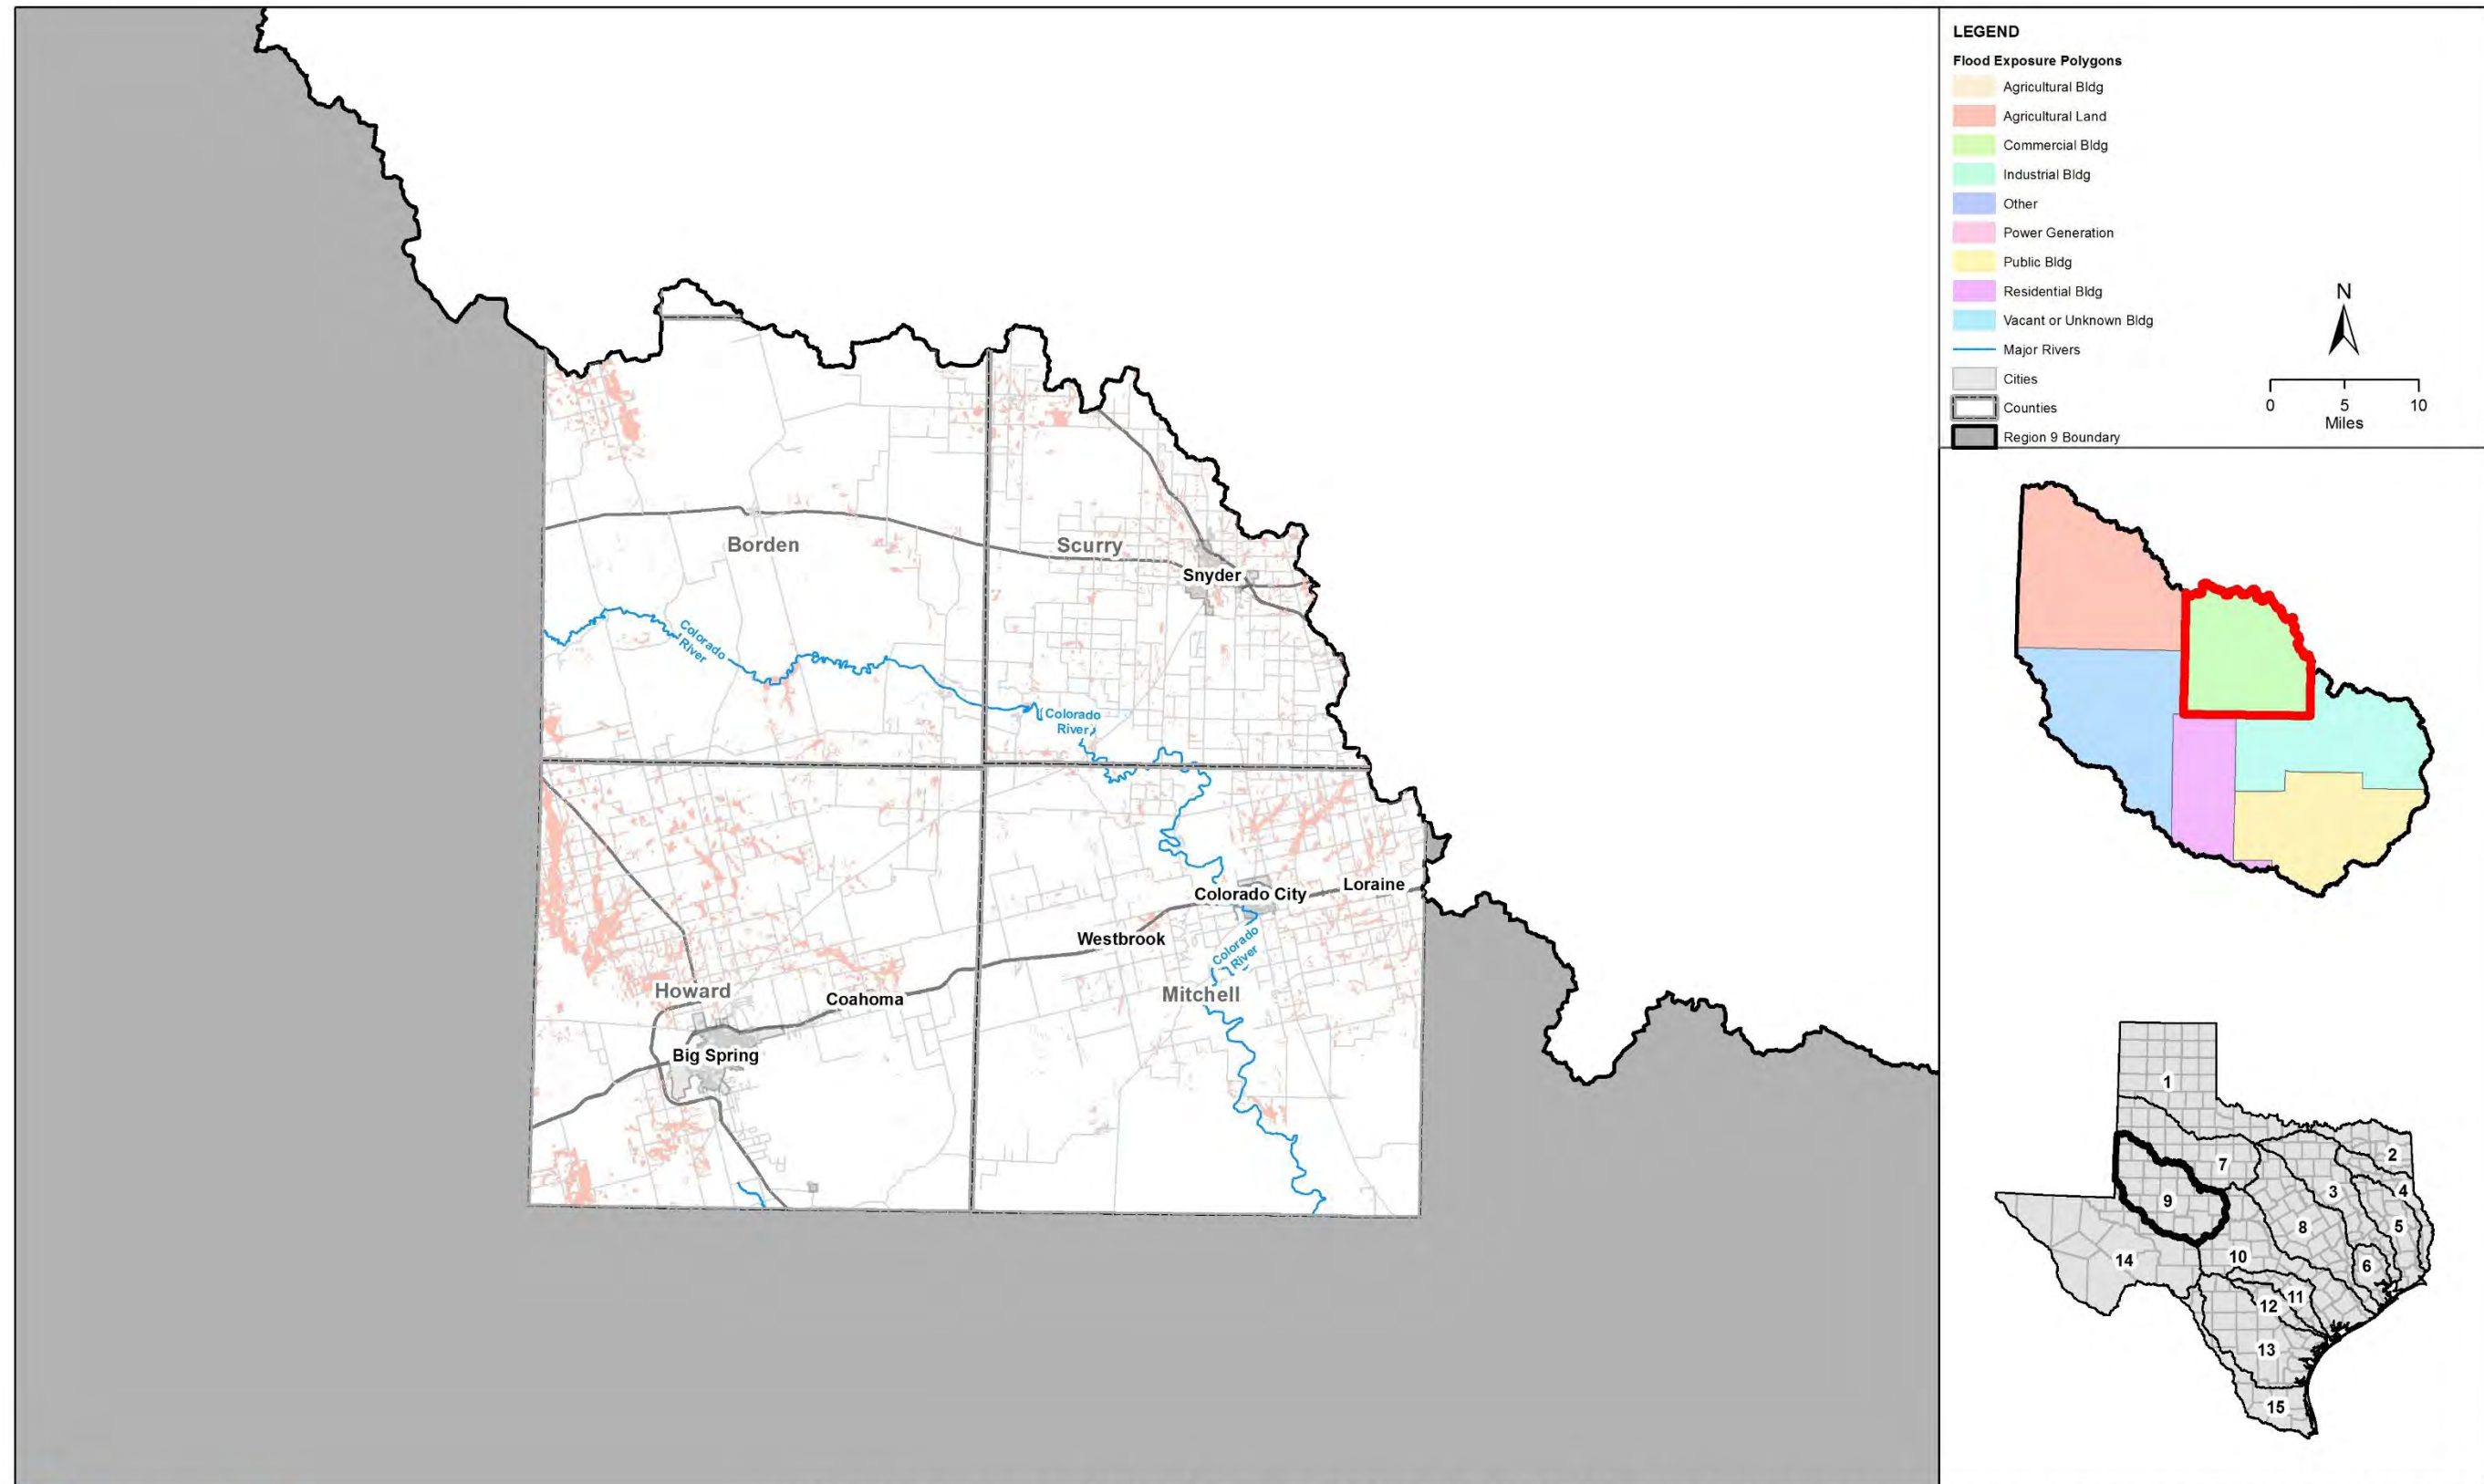 LEGEND
Flood Exposure Polygons
Agricultural Bldg
Agricultural Land
Commercial Bldg
Industrial Bldg
Other
Power Generation
Public Bldg
Residential Bldg
Vacant or Unknown Bldg
Major Rivers
Cities
Counties
Region 9 Boundary
N
0 5 10
Miles
Borden
Scurry
Snyder
Colorado
River
Colorado
River
Colorado City
Loraine
Westbrook
Colorado
River
Howard
Coahoma
Mitchell
Big Spring
1
2
7
3
4
9
8
5
10
14
6
11
12
13
15